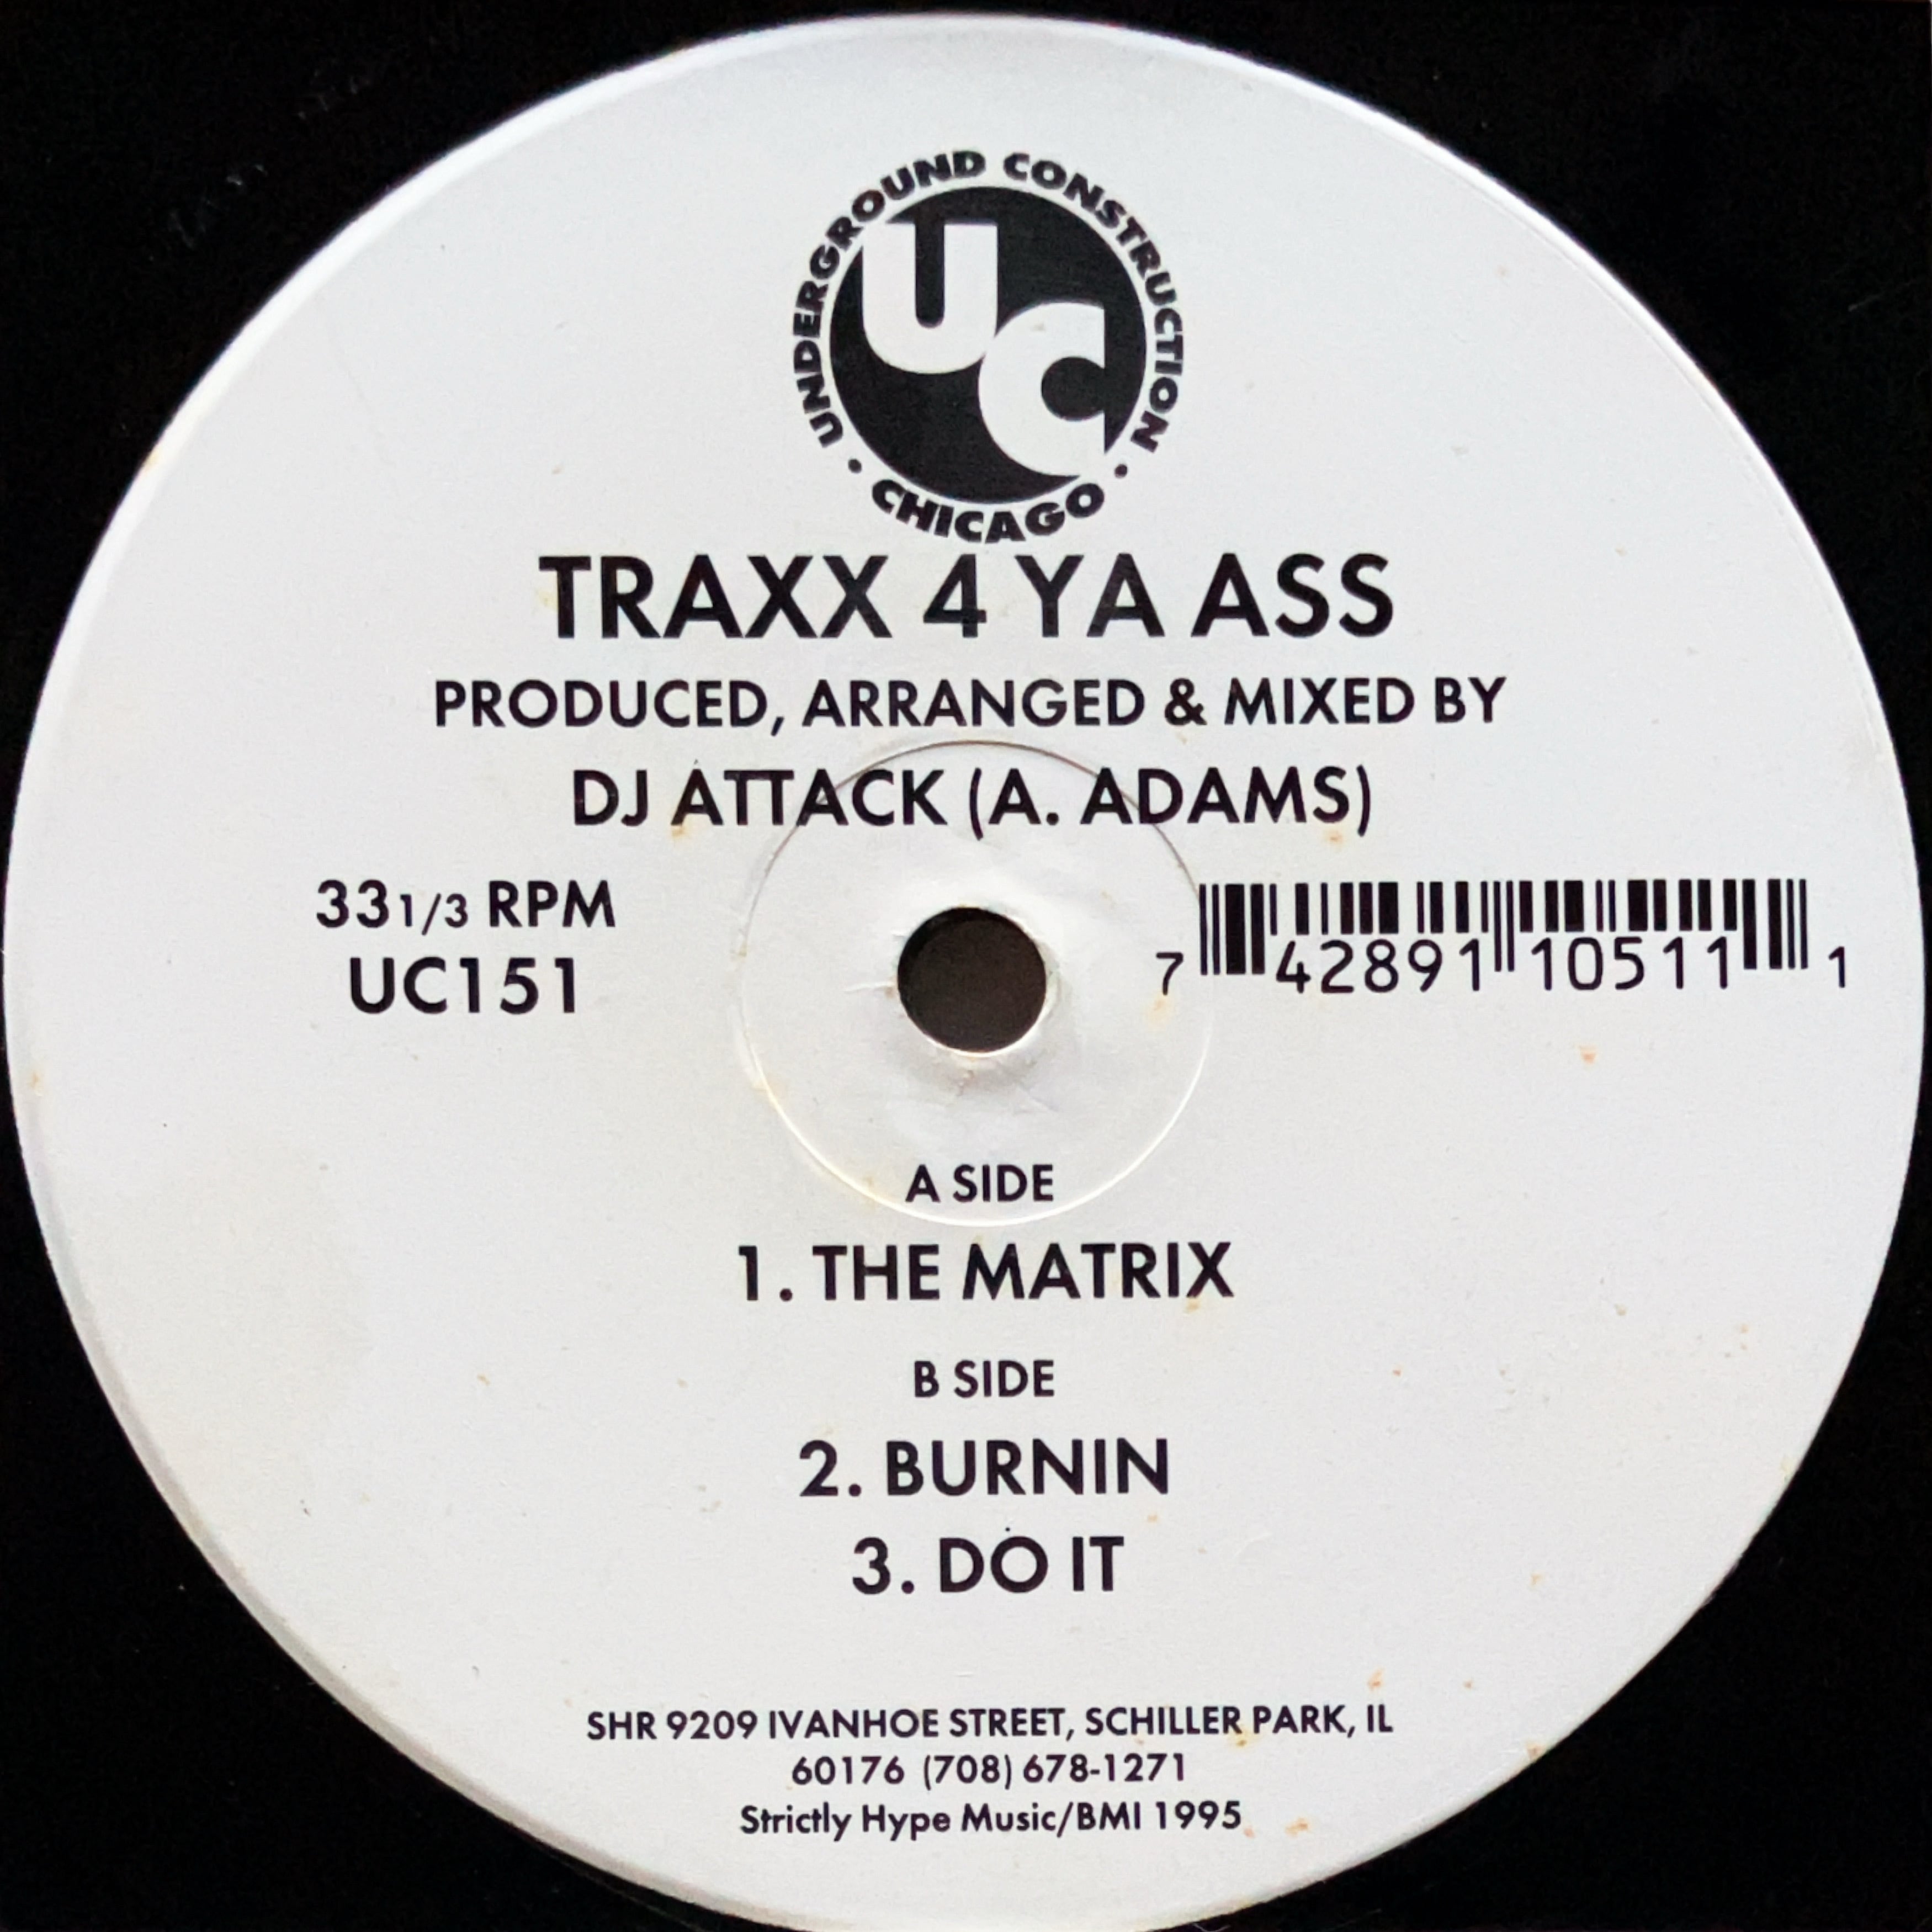 UNDERGROUND CONSTRUCTION
UC
• CHICAGO •
TRAXX 4 YA ASS
PRODUCED, ARRANGED & MIXED BY
DJ ATTACK (A. ADAMS)
33 1/3 RPM
UC151
7 42891 10511 1
A SIDE
1. THE MATRIX
B SIDE
2. BURNIN
3. DO IT
SHR 9209 IVANHOE STREET, SCHILLER PARK, IL
60176 (708) 678-1271
Strictly Hype Music/BMI 1995